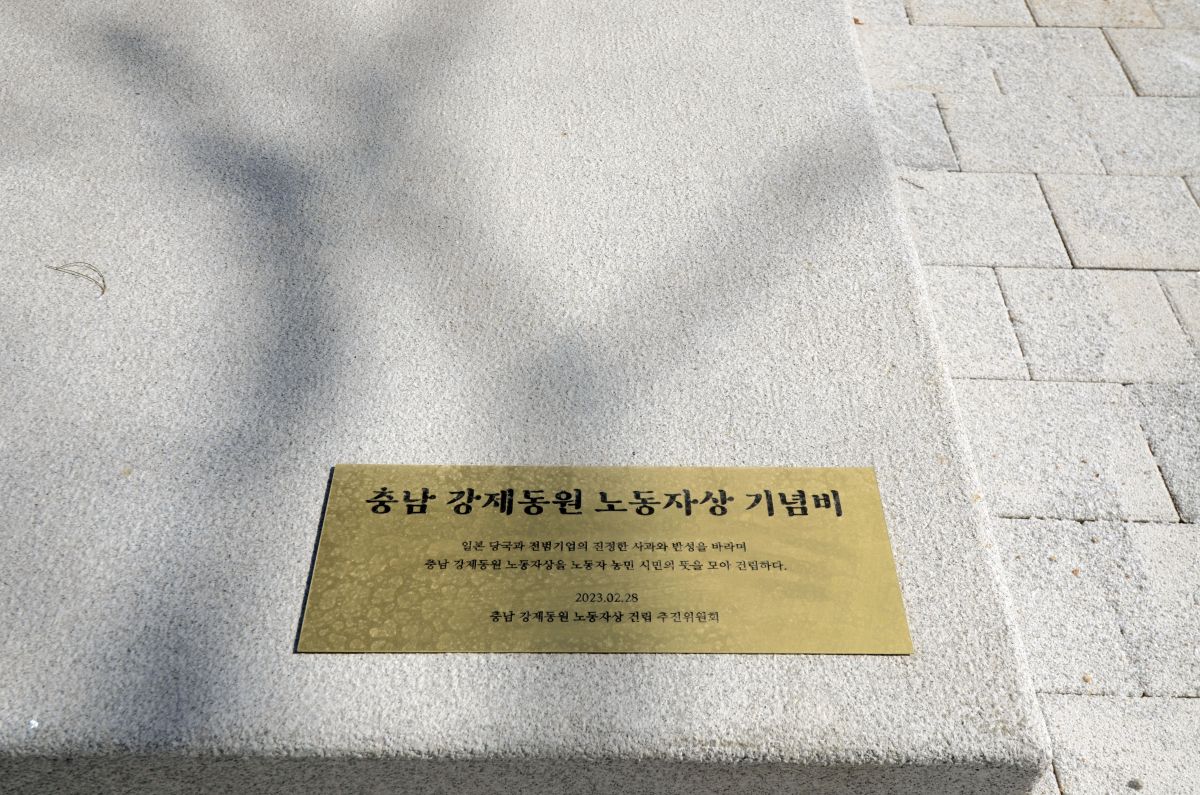 충남 강제동원 노동자상 기념비
일본 당국과 전범기업의 진정한 사과와 반성을 바라며
충남 강제동원 노동자상을 노동자 농민 시민의 뜻을 모아 건립하다.
2023.02.28
충남 강제동원 노동자상 건립 추진위원회